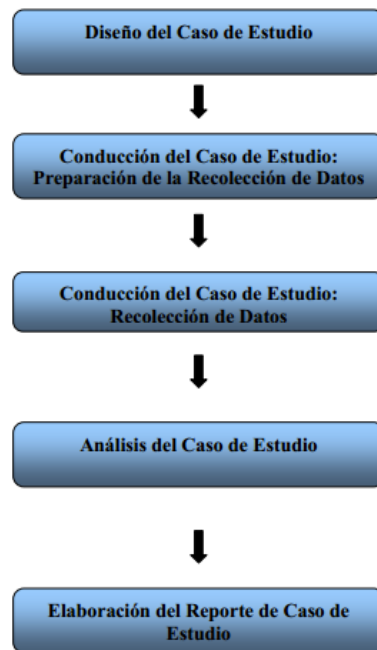 Diseño del Caso de Estudio
Conducción del Caso de Estudio:
Preparación de la Recolección de Datos
Conducción del Caso de Estudio:
Recolección de Datos
Análisis del Caso de Estudio
Elaboración del Reporte de Caso de
Estudio